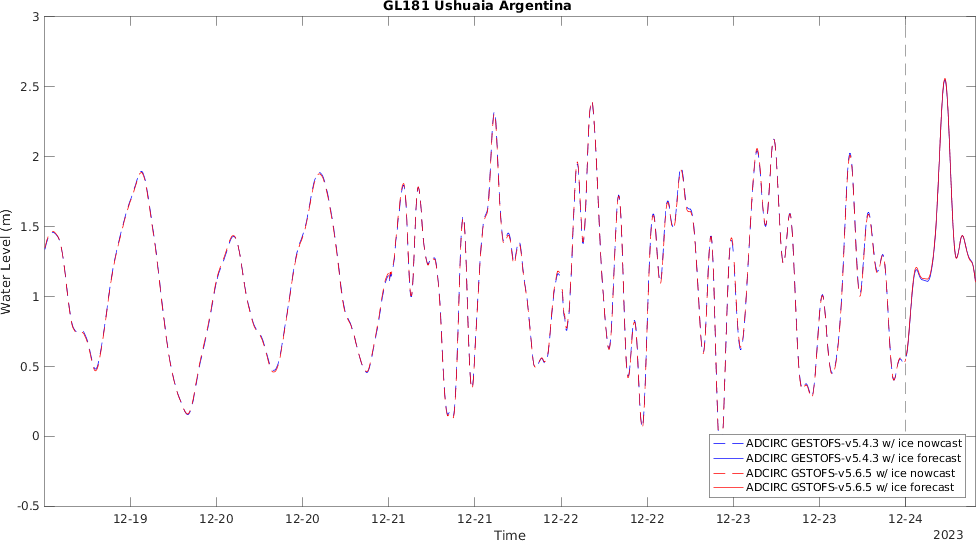 GL181 Ushuaia Argentina
3
2.5
2
1.5
1
0.5
0
-0.5
Water Level (m)
ADCIRC GESTOFS-v5.4.3 w/ ice nowcast
ADCIRC GESTOFS-v5.4.3 w/ ice forecast
ADCIRC GSTOFS-v5.6.5 w/ ice nowcast
ADCIRC GSTOFS-v5.6.5 w/ ice forecast
12-19 12-20 12-20 12-21 12-21 12-22 12-22 12-23 12-23 12-24
Time
2023